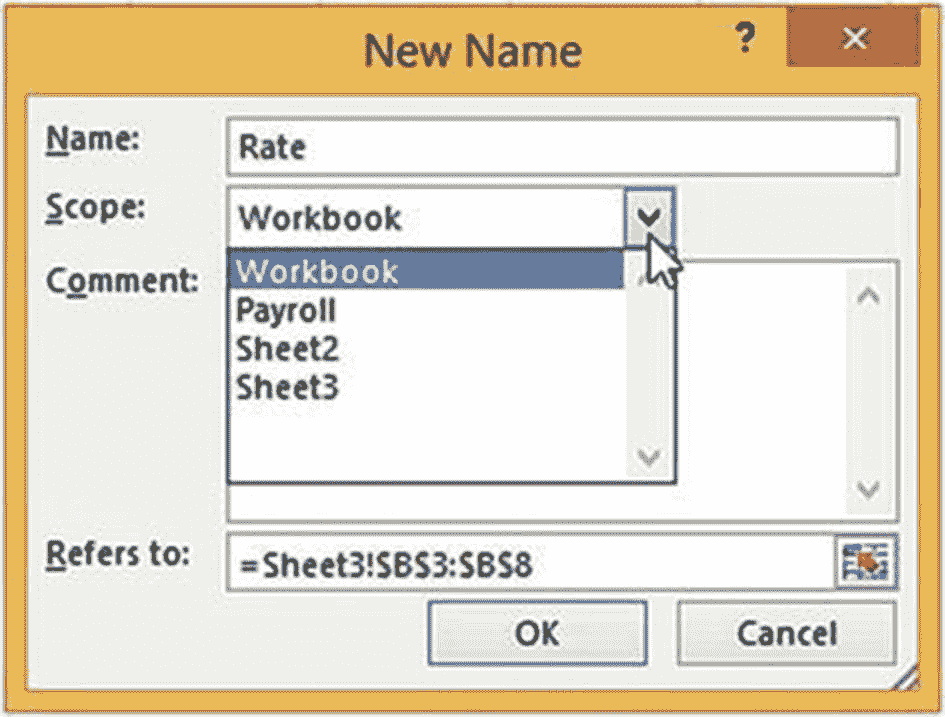 New Name
?
Name: Rate
Scope: Workbook
Workbook
Payroll
Sheet2
Sheet3
Comment:
Refers to: =Sheet3!$B$3:$B$8
OK Cancel